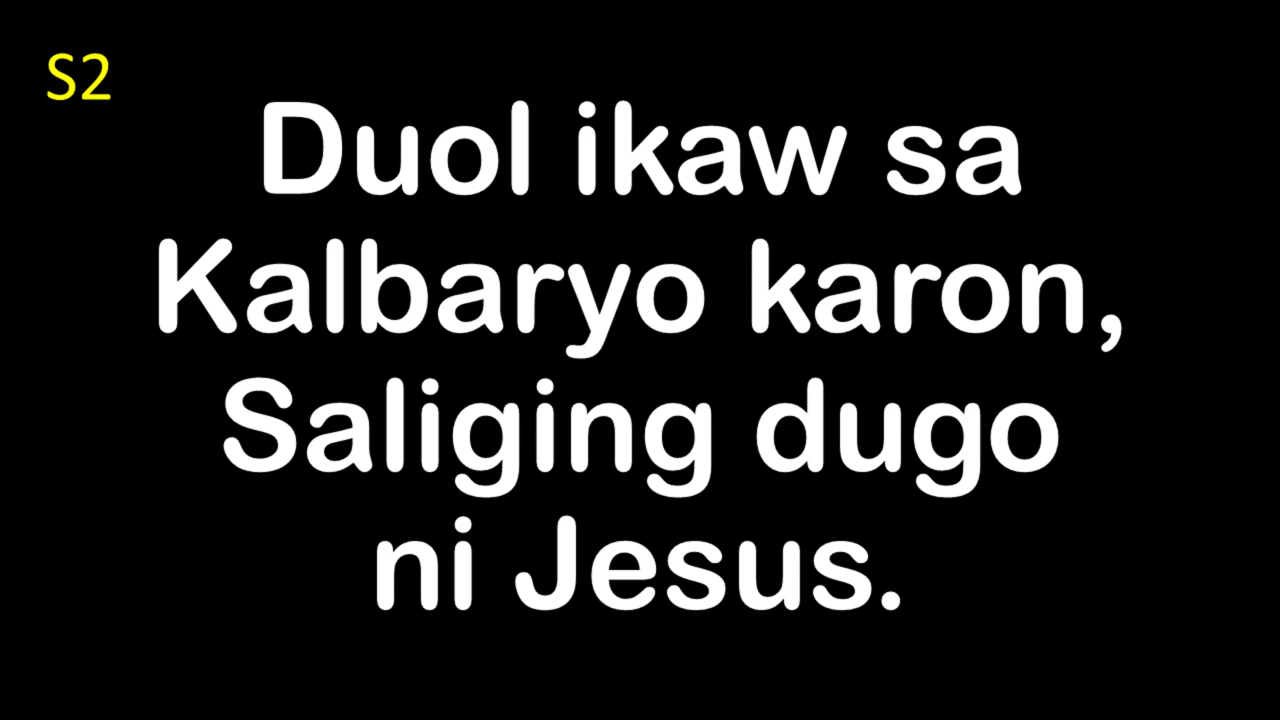 S2
Duol ikaw sa
Kalbaryo karon,
Saliging dugo
ni Jesus.